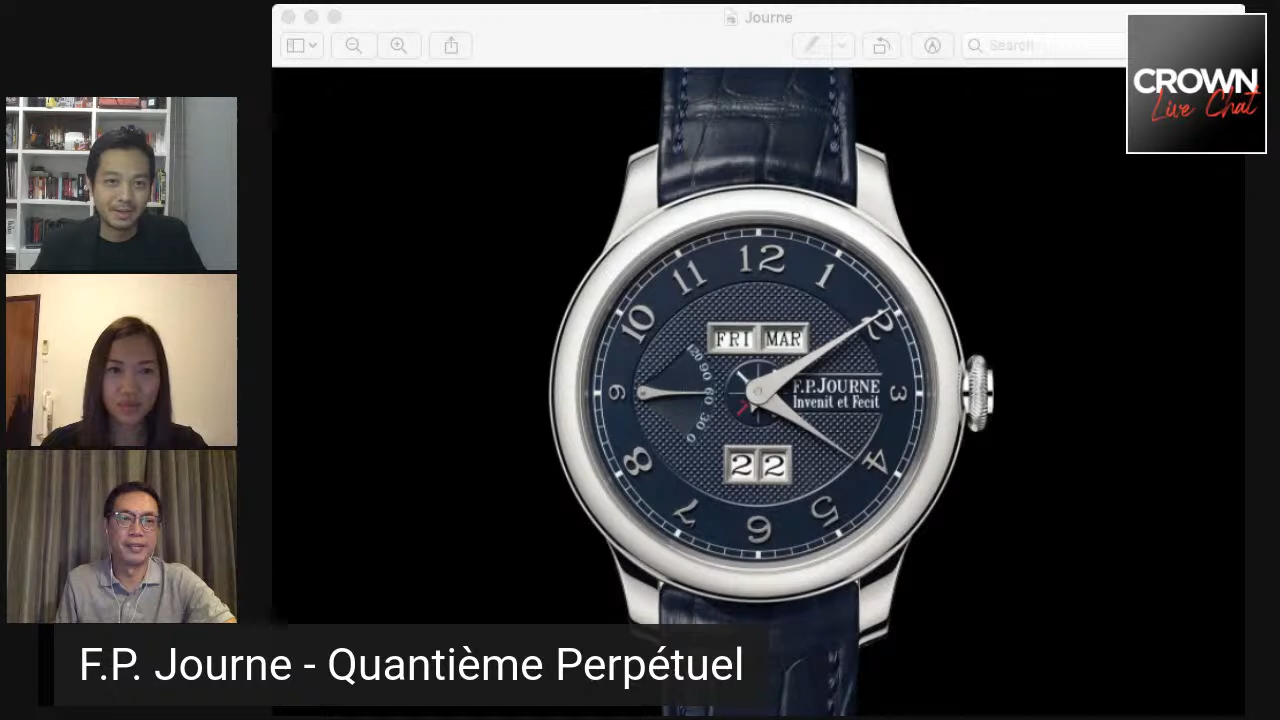 Journe
Search
CROWN
Live Chat
12
1
2
3
4
5
6
7
8
9
10
11
FRI MAR
120 90 60 30 0
F.P.JOURNE
Invenit et Fecit
22
F.P. Journe - Quantième Perpétuel